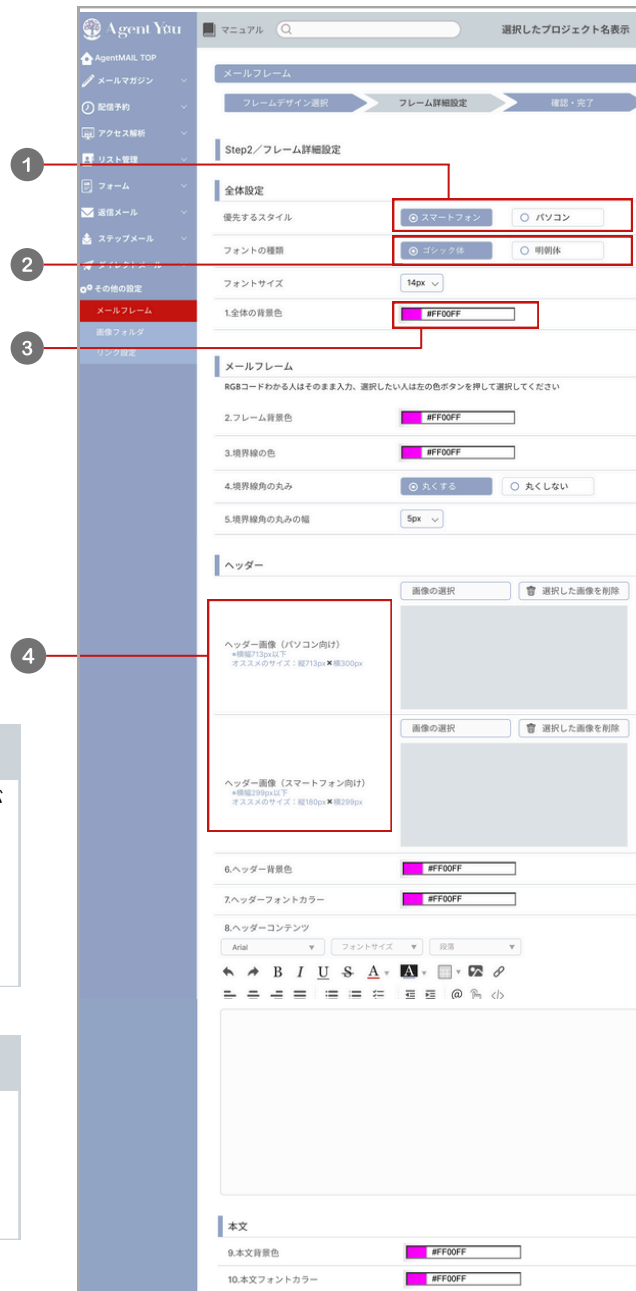 Agent You
マニュアル
選択したプロジェクト名表示
AgentMAIL TOP
メールマガジン
配信予約
アクセス解析
リスト管理
フォーム
返信メール
ステップメール
ダイレクトメール
その他の設定
メールフレーム
画像フォルダ
リンク設定
メールフレーム
フレームデザイン選択 フレーム詳細設定 確認・完了
Step2／フレーム詳細設定
1
全体設定
優先するスタイル スマートフォン パソコン
2
フォントの種類 ゴシック体 明朝体
フォントサイズ 14px
1.全体の背景色 #FF00FF
3
メールフレーム
RGBコードわかる人はそのまま入力、選択したい人は左の色ボタンを押して選択してください
2.フレーム背景色 #FF00FF
3.境界線の色 #FF00FF
4.境界線角の丸み 丸くする 丸くしない
5.境界線角の丸みの幅 5px
ヘッダー
画像の選択 選択した画像を削除
4
ヘッダー画像（パソコン向け）
※横幅713px以下
オススメのサイズ：縦713px✖横300px
画像の選択 選択した画像を削除
ヘッダー画像（スマートフォン向け）
※横幅299px以下
オススメのサイズ：縦180px✖横299px
6.ヘッダー背景色 #FF00FF
7.ヘッダーフォントカラー #FF00FF
8.ヘッダーコンテンツ
Arial フォントサイズ 段落
B I U S A A
@ </>
本文
9.本文背景色 #FF00FF
10.本文フォントカラー #FF00FF